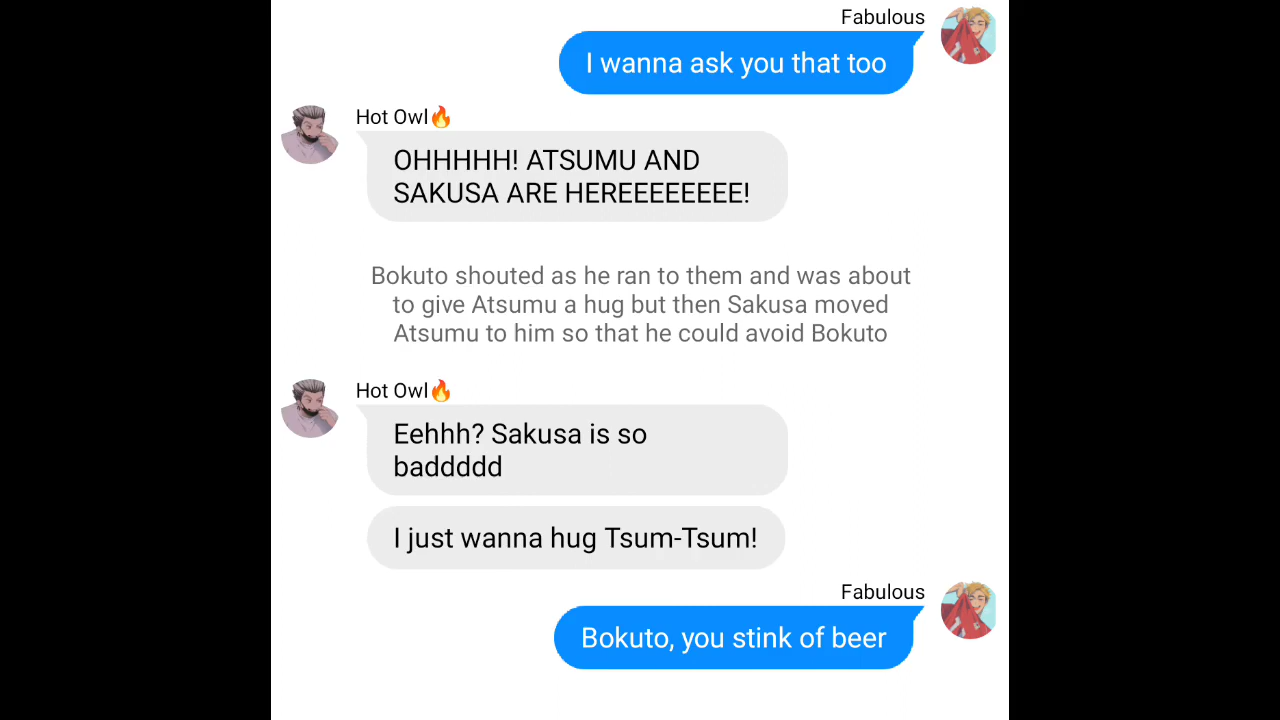 Fabulous
I wanna ask you that too
Hot Owl🔥
OHHHHH! ATSUMU AND
SAKUSA ARE HEREEEEEEEE!
Bokuto shouted as he ran to them and was about
to give Atsumu a hug but then Sakusa moved
Atsumu to him so that he could avoid Bokuto
Hot Owl🔥
Eehhh? Sakusa is so
baddddd
I just wanna hug Tsum-Tsum!
Fabulous
Bokuto, you stink of beer